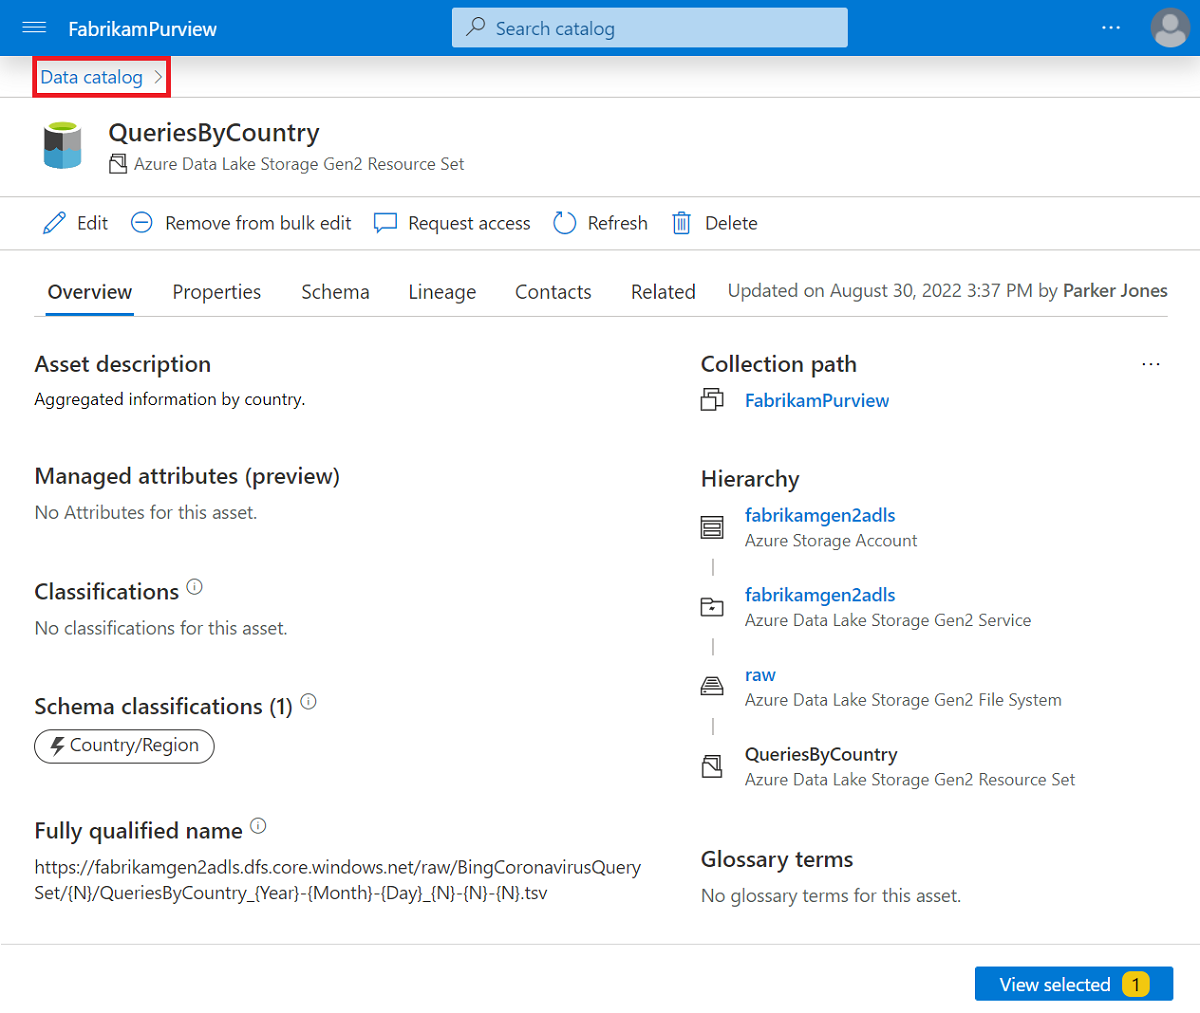 FabrikamPurview
Search catalog
...
Data catalog >
QueriesByCountry
Azure Data Lake Storage Gen2 Resource Set
Edit Remove from bulk edit Request access Refresh Delete
Overview Properties Schema Lineage Contacts Related Updated on August 30, 2022 3:37 PM by Parker Jones
Asset description
Aggregated information by country.
Managed attributes (preview)
No Attributes for this asset.
Classifications
No classifications for this asset.
Schema classifications (1)
Country/Region
Fully qualified name
https://fabrikamgen2adls.dfs.core.windows.net/raw/BingCoronavirusQuery
Set/{N}/QueriesByCountry_{Year}-{Month}-{Day}_{N}-{N}-{N}.tsv
Collection path ...
FabrikamPurview
Hierarchy
fabrikamgen2adls
Azure Storage Account
fabrikamgen2adls
Azure Data Lake Storage Gen2 Service
raw
Azure Data Lake Storage Gen2 File System
QueriesByCountry
Azure Data Lake Storage Gen2 Resource Set
Glossary terms
No glossary terms for this asset.
View selected 1